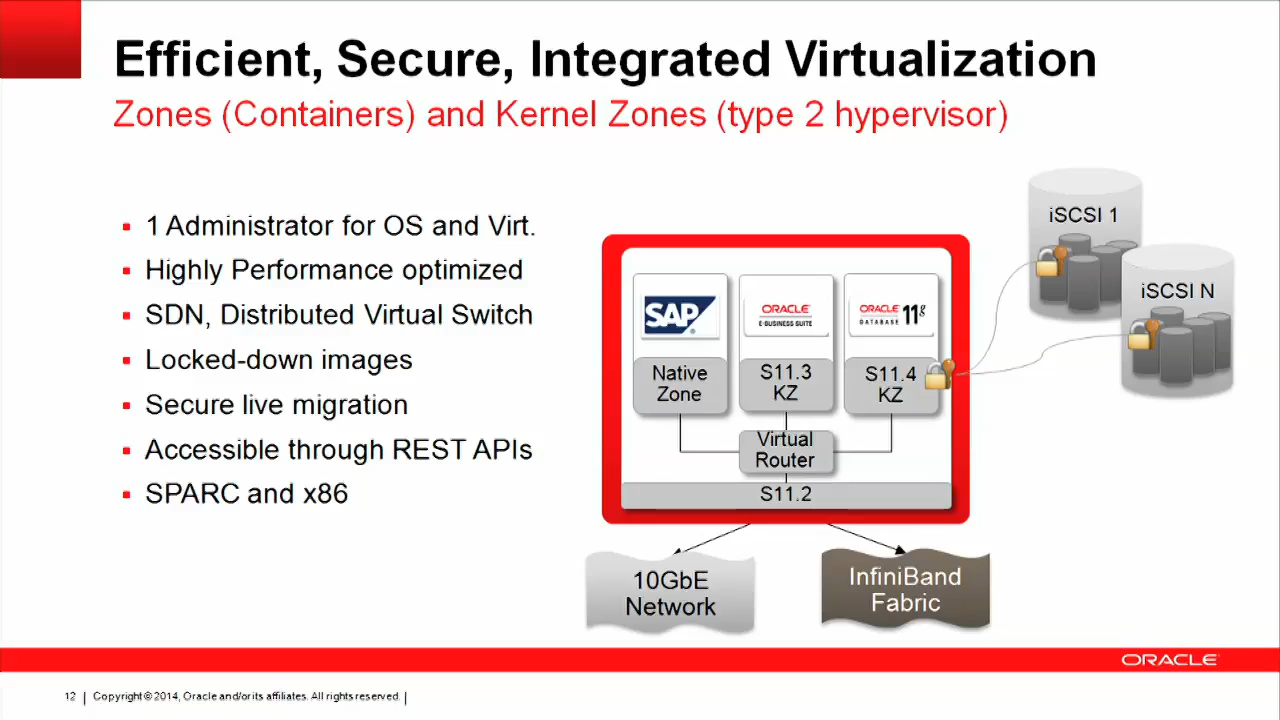 Efficient, Secure, Integrated Virtualization
Zones (Containers) and Kernel Zones (type 2 hypervisor)
1 Administrator for OS and Virt.
Highly Performance optimized
SDN, Distributed Virtual Switch
Locked-down images
Secure live migration
Accessible through REST APIs
SPARC and x86
iSCSI 1
iSCSI N
SAP
ORACLE
E-BUSINESS SUITE
ORACLE
DATABASE 11g
Native
Zone
S11.3
KZ
S11.4
KZ
Virtual
Router
S11.2
10GbE
Network
InfiniBand
Fabric
ORACLE
12 | Copyright © 2014, Oracle and/or its affiliates. All rights reserved. |